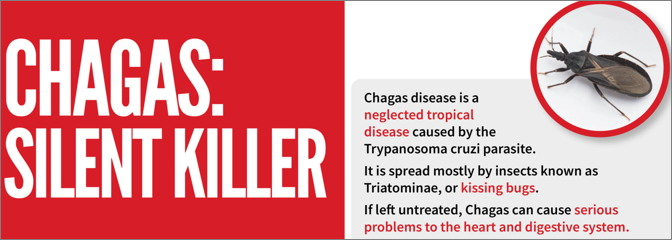 CHAGAS:
SILENT KILLER
Chagas disease is a
neglected tropical
disease caused by the
Trypanosoma cruzi parasite.
It is spread mostly by insects known as
Triatominae, or kissing bugs.
If left untreated, Chagas can cause serious
problems to the heart and digestive system.